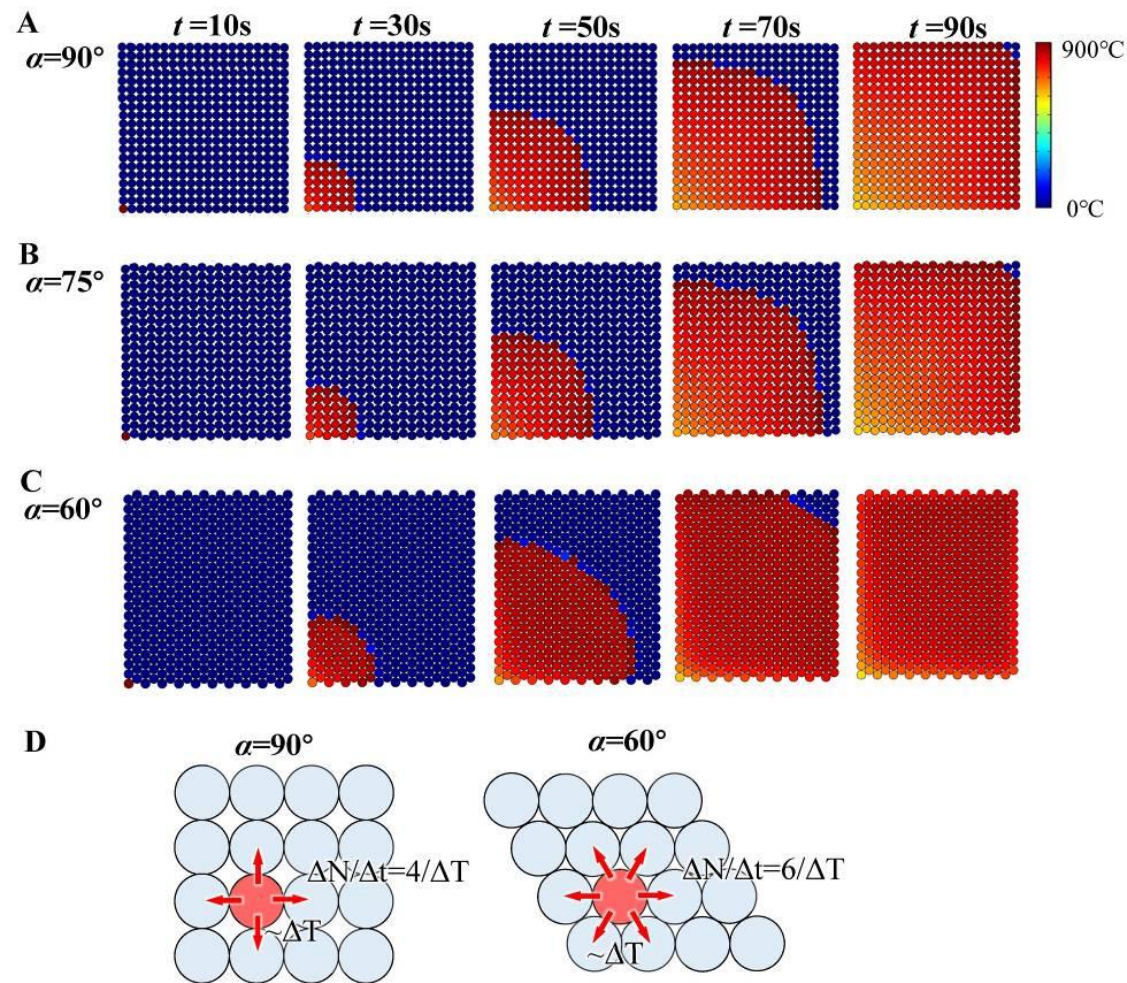 A
t =10s
t =30s
t =50s
t =70s
t =90s
α=90°
900°C
0°C
B
α=75°
C
α=60°
D
α=90°
α=60°
ΔN/Δt=4/ΔT
~ΔT
ΔN/Δt=6/ΔT
~ΔT